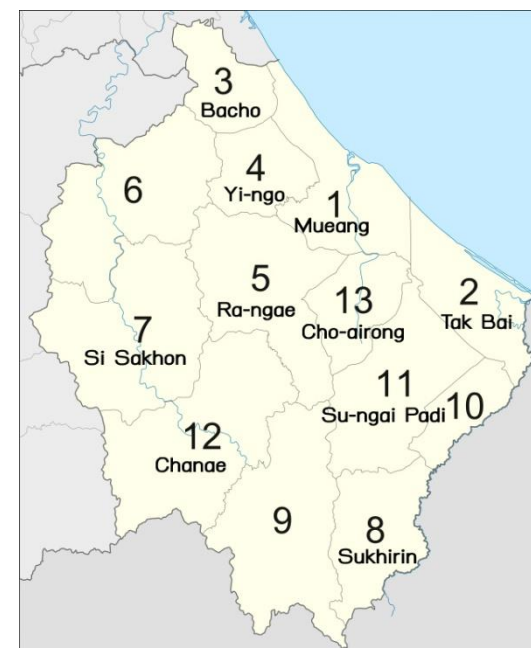 3
Bacho
4
Yi-ngo
6
1
Mueang
5
Ra-ngae
13
Cho-airong
2
Tak Bai
7
Si Sakhon
11
Su-ngai Padi
10
12
Chanae
9
8
Sukhirin